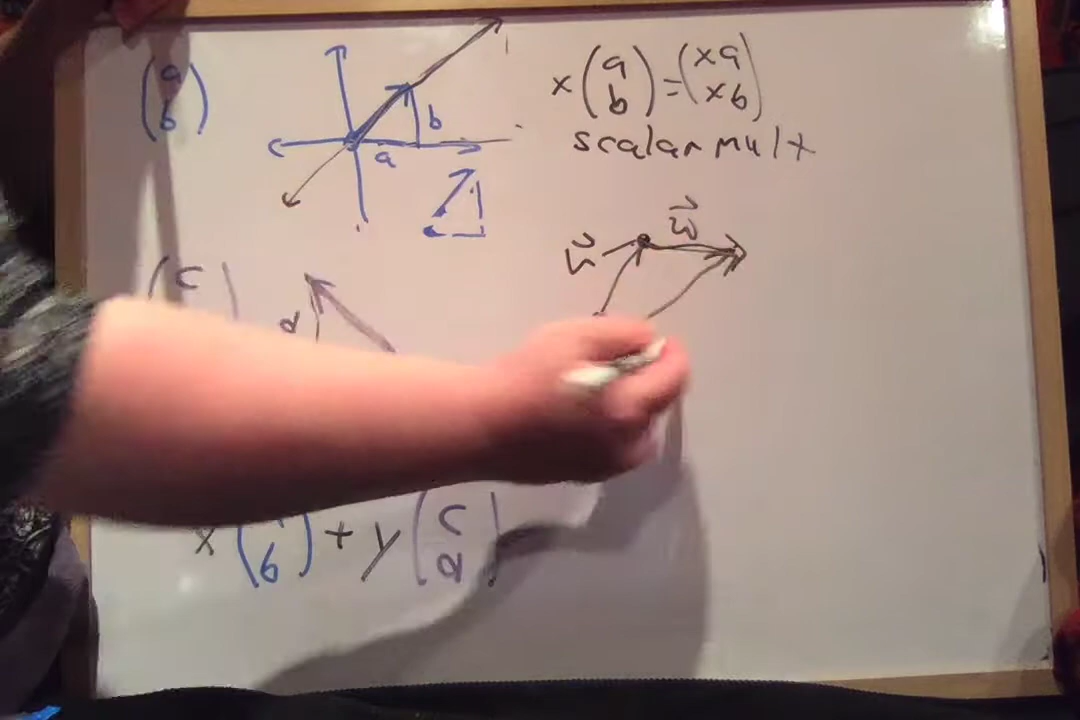 (a
b)
b
a
x(a
b) = (xa
xb)
scalar mult
w
v
(c
d
x( b) + y(c
d)